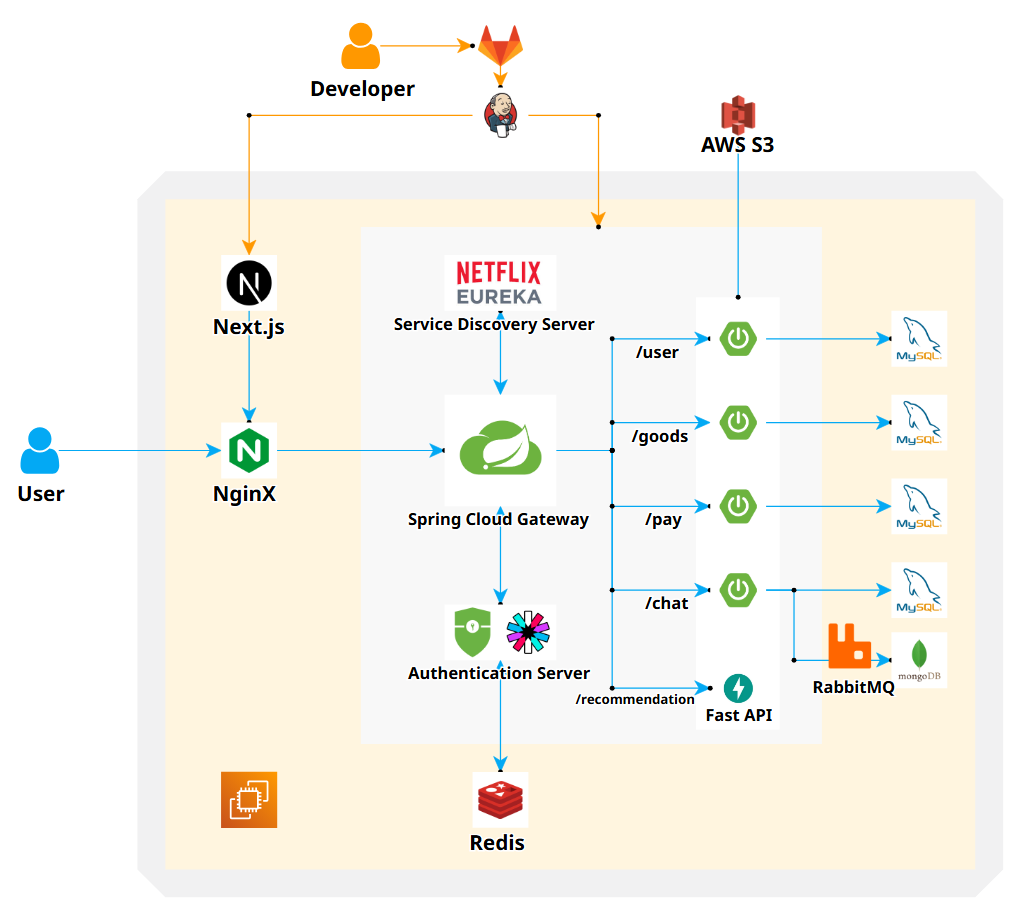 Developer
AWS S3
NETFLIX
EUREKA
Service Discovery Server
Next.js
/user
MySQL
/goods
MySQL
User
NginX
Spring Cloud Gateway
/pay
MySQL
/chat
MySQL
Authentication Server
RabbitMQ
mongoDB
/recommendation
Fast API
Redis